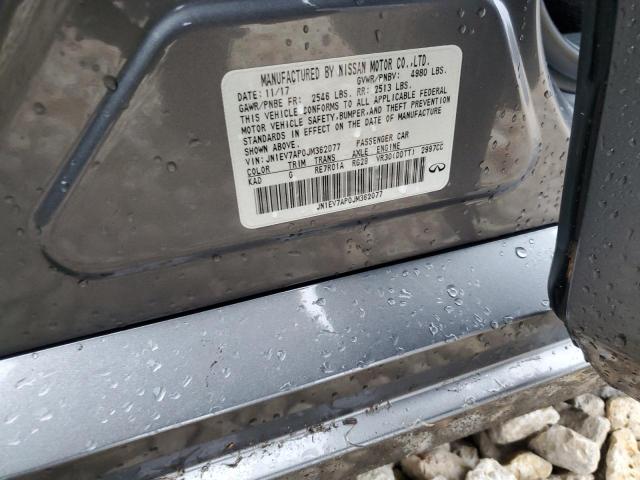 MANUFACTURED BY NISSAN MOTOR CO.,LTD.
DATE: 11/17 GVWR/PNBV: 4980 LBS.
GAWR/PNBE FR: 2546 LBS. RR: 2513 LBS.
THIS VEHICLE CONFORMS TO ALL APPLICABLE FEDERAL
MOTOR VEHICLE SAFETY,BUMPER,AND THEFT PREVENTION
STANDARDS IN EFFECT ON THE DATE OF MANUFACTURE
SHOWN ABOVE.
VIN: JN1EV7AP0JM362077 PASSENGER CAR
COLOR TRIM TRANS AXLE ENGINE
KAD G RE7R01A RG28 VR30(DDTT) 2997CC
JN1EV7AP0JM362077